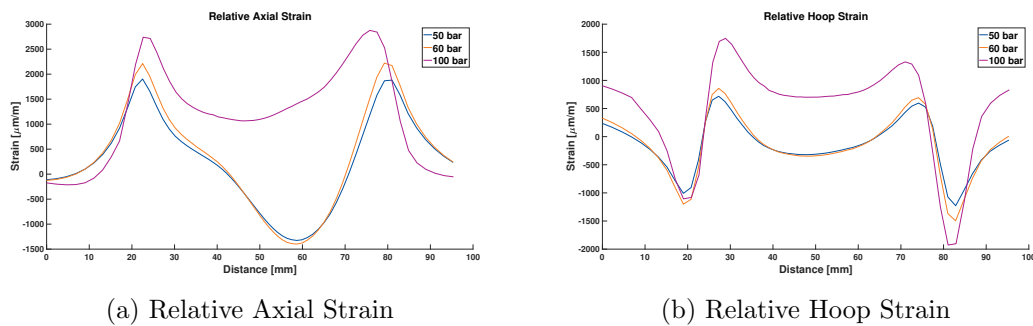 Relative Axial Strain
3000
2500
2000
1500
1000
500
0
-500
-1000
-1500
Strain [μm/m]
0 10 20 30 40 50 60 70 80 90 100
Distance [mm]
50 bar
60 bar
100 bar
(a) Relative Axial Strain
Relative Hoop Strain
2000
1500
1000
500
0
-500
-1000
-1500
2000
Strain [μm/m]
0 10 20 30 40 50 60 70 80 90 100
Distance [mm]
50 bar
60 bar
100 bar
(b) Relative Hoop Strain